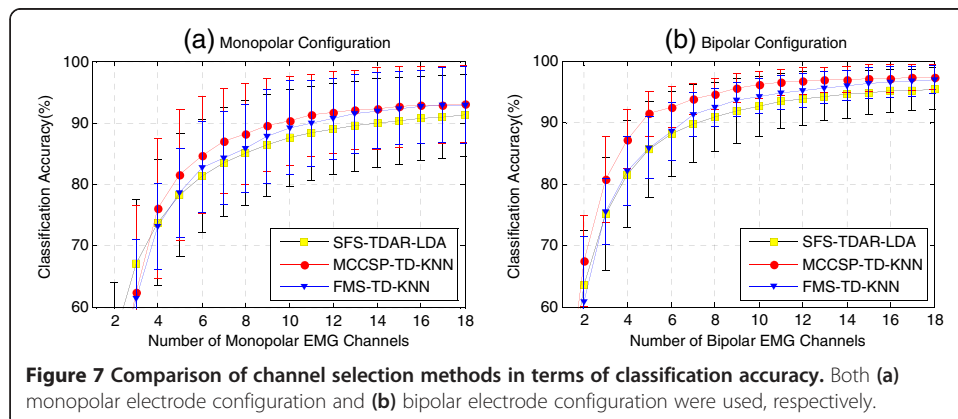 (a) Monopolar Configuration
100
90
80
70
60
Classification Accuracy(%)
SFS-TDAR-LDA
MCCSP-TD-KNN
FMS-TD-KNN
2 4 6 8 10 12 14 16 18
Number of Monopolar EMG Channels
(b) Bipolar Configuration
100
90
80
70
60
Classification Accuracy(%)
SFS-TDAR-LDA
MCCSP-TD-KNN
FMS-TD-KNN
2 4 6 8 10 12 14 16 18
Number of Bipolar EMG Channels
Figure 7 Comparison of channel selection methods in terms of classification accuracy. Both (a)
monopolar electrode configuration and (b) bipolar electrode configuration were used, respectively.